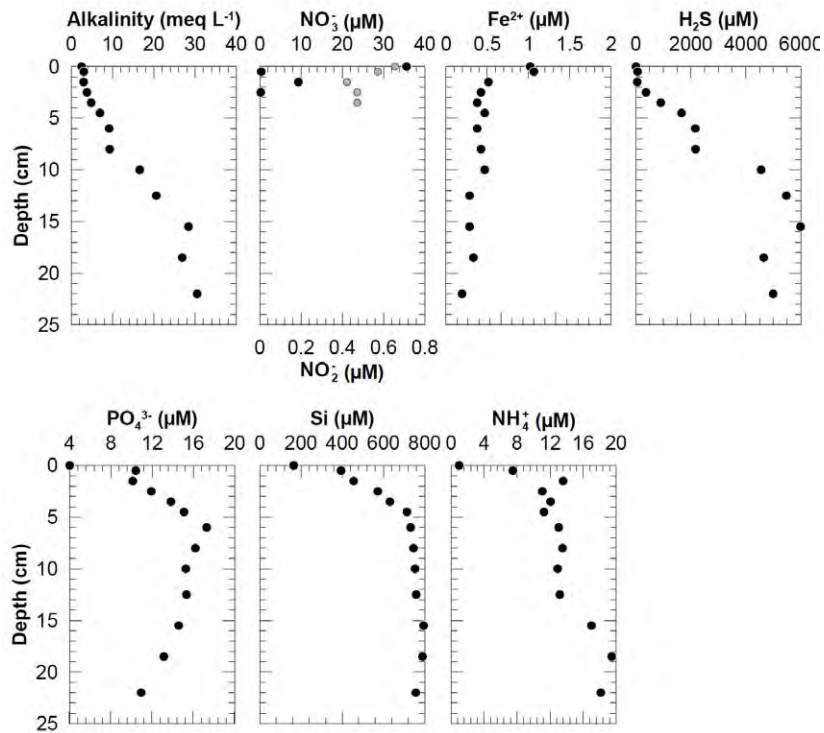 Alkalinity (meq L⁻¹) NO₃⁻ (µM) Fe²⁺ (µM) H₂S (µM)
0 10 20 30 40 0 10 20 30 40 0.5 1 1.5 2 0 2000 4000 6000
0
5
10
15
20
25
Depth (cm)
0 0.2 0.4 0.6 0.8
NO₂⁻ (µM)
PO₄³⁻ (µM) Si (µM) NH₄⁺ (µM)
4 8 12 16 20 0 200 400 600 800 0 4 8 12 16 20
0
5
10
15
20
25
Depth (cm)